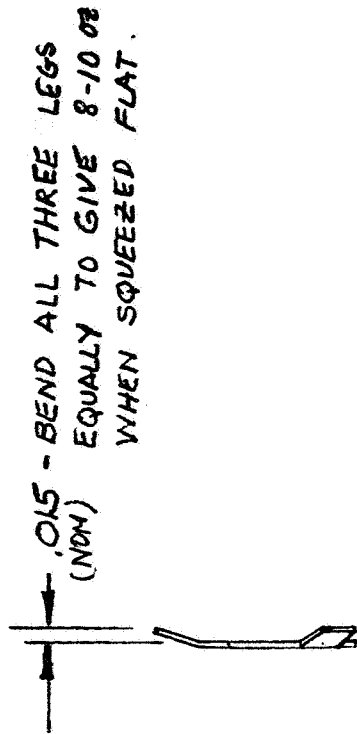 .015 - BEND ALL THREE LEGS
(NOM) EQUALLY TO GIVE 8-10 oz
WHEN SQUEEZED FLAT.